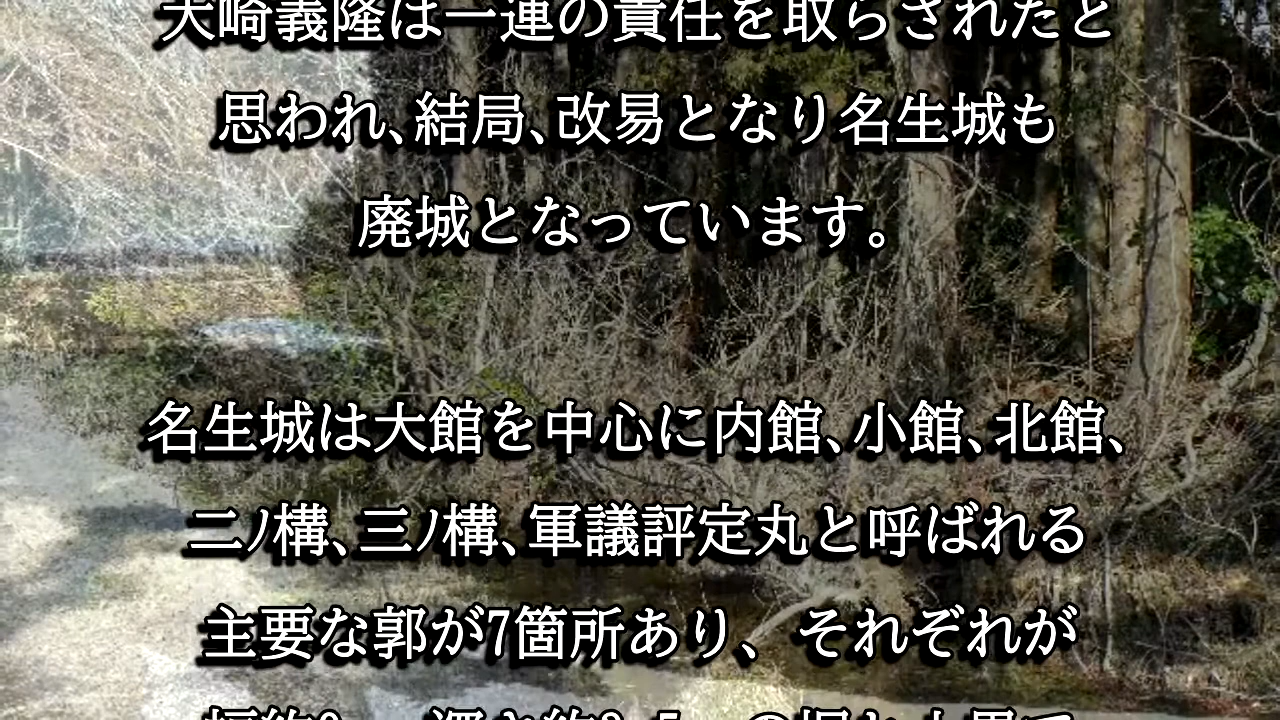 大崎義隆は一連の責任を取らされたと
思われ、結局、改易となり名生城も
廃城となっています。
名生城は大館を中心に内館、小館、北館、
二ノ構、三ノ構、軍議評定丸と呼ばれる
主要な郭が7箇所あり、それぞれが